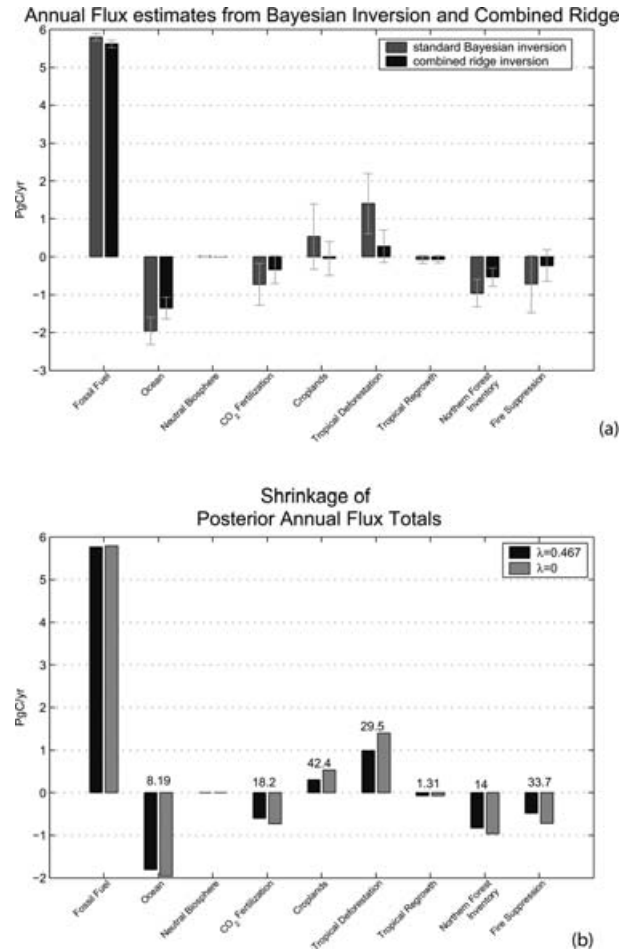 Annual Flux estimates from Bayesian Inversion and Combined Ridge
6
5
4
3
2
1
0
−1
−2
−3
PgC/yr
standard Bayesian inversion
combined ridge inversion
Fossil Fuel
Ocean
Neutral Biosphere
CO2 Fertilization
Croplands
Tropical Deforestation
Tropical Regrowth
Northern Forest
Inventory
Fire Suppression
(a)
Shrinkage of
Posterior Annual Flux Totals
6
5
4
3
2
1
0
−1
−2
PgC/yr
λ=0.467
λ=0
8.19
18.2
42.4
29.5
1.31
14
33.7
Fossil Fuel
Ocean
Neutral Biosphere
CO2 Fertilization
Croplands
Tropical Deforestation
Tropical Regrowth
Northern Forest
Inventory
Fire Suppression
(b)